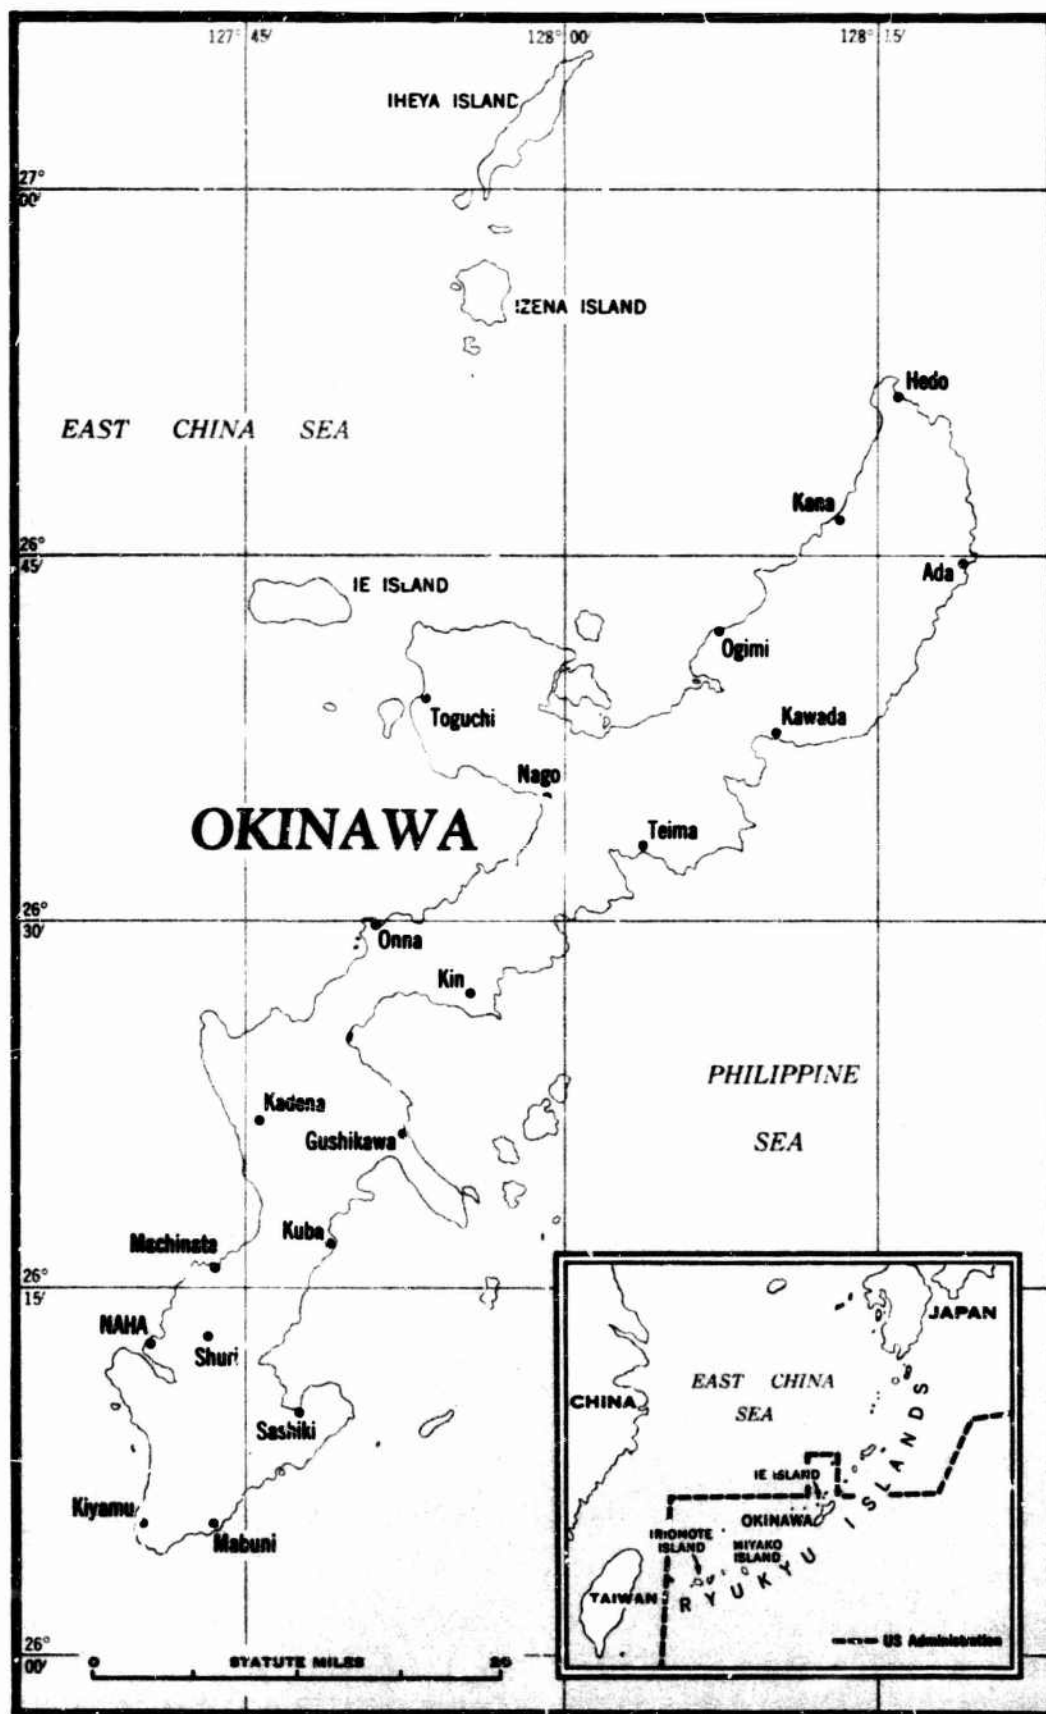 127° 45'
128° 00'
128° 15'
IHEYA ISLAND
27°
00'
IZENA ISLAND
Hedo
EAST CHINA SEA
Kana
26°
45'
Ada
IE ISLAND
Ogimi
Toguchi
Kawada
Nago
OKINAWA
Teima
26°
30'
Onna
Kin
PHILIPPINE
SEA
Kadena
Gushikawa
Kuba
Machinato
26°
15'
NAHA
Shuri
Sashiki
Kiyamu
Mabuni
26°
00'
0 STATUTE MILES 25
JAPAN
EAST CHINA
SEA
CHINA
IE ISLAND
OKINAWA
IRIOMOTE
ISLAND
MIYAKO
ISLAND
TAIWAN
RYUKYU ISLANDS
US Administration